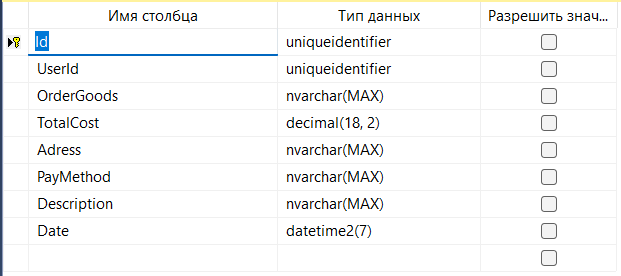 Имя столбца Тип данных Разрешить знач...
Id uniqueidentifier
UserId uniqueidentifier
OrderGoods nvarchar(MAX)
TotalCost decimal(18, 2)
Adress nvarchar(MAX)
PayMethod nvarchar(MAX)
Description nvarchar(MAX)
Date datetime2(7)